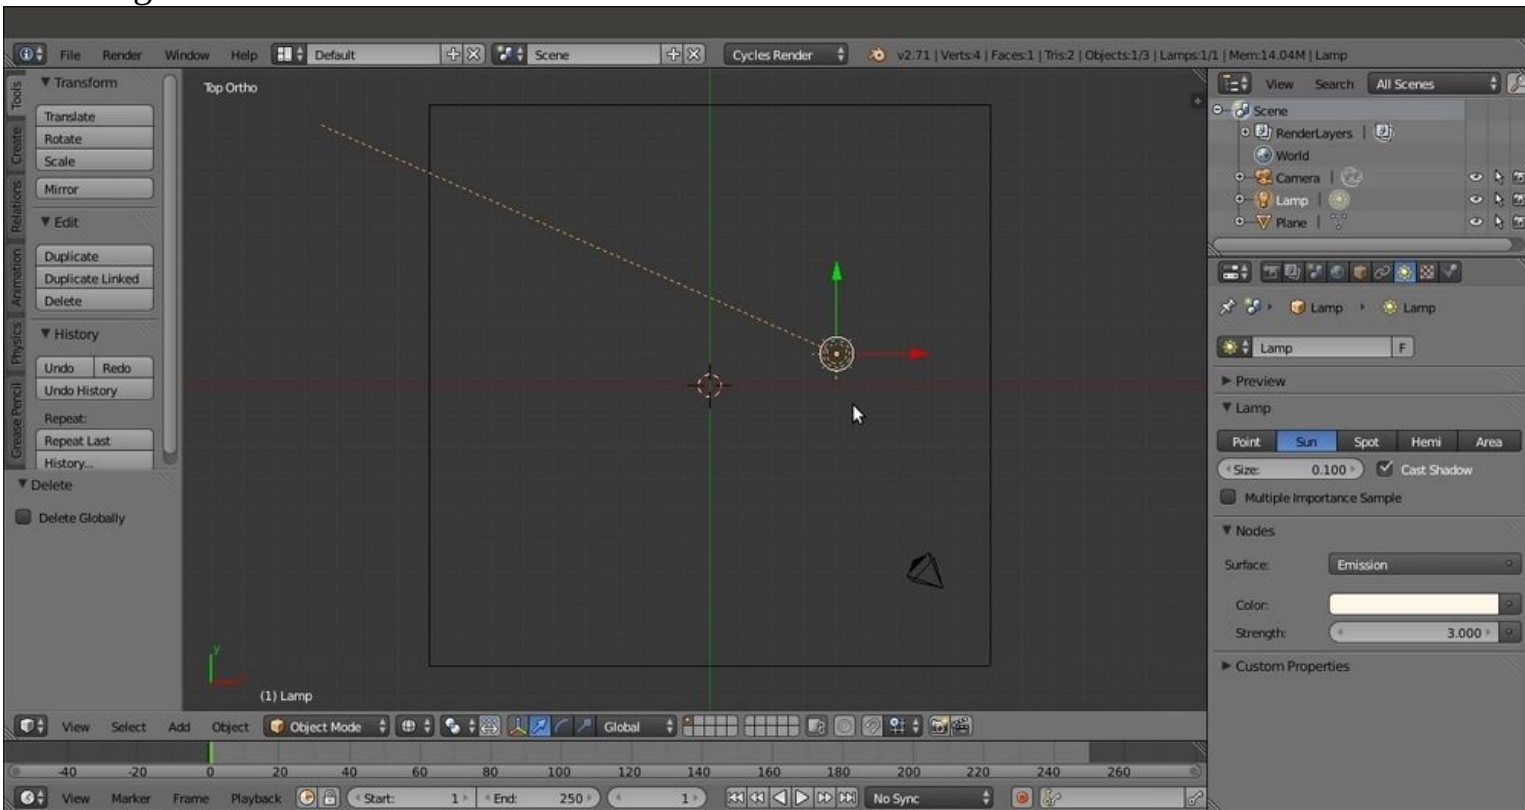 File Render Window Help Default Scene Cycles Render v2.71 | Verts:4 | Faces:1 | Tris:2 | Objects:1/3 | Lamps:1/1 | Mem:14.04M | Lamp
Tools
Create
Relations
Animation
Physics
Grease Pencil
Transform
Translate
Rotate
Scale
Mirror
Edit
Duplicate
Duplicate Linked
Delete
History
Undo Redo
Undo History
Repeat:
Repeat Last
History...
Delete
Delete Globally
Top Ortho
y
(1) Lamp
View Search All Scenes
Scene
RenderLayers |
World
Camera |
Lamp |
Plane |
Lamp Lamp
Lamp F
Preview
Lamp
Point Sun Spot Hemi Area
Size: 0.100 Cast Shadow
Multiple Importance Sample
Nodes
Surface: Emission
Color:
Strength: 3.000
Custom Properties
View Select Add Object Object Mode Global
-40 -20 0 20 40 60 80 100 120 140 160 180 200 220 240 260
View Marker Frame Playback Start: 1 End: 250 1 No Sync